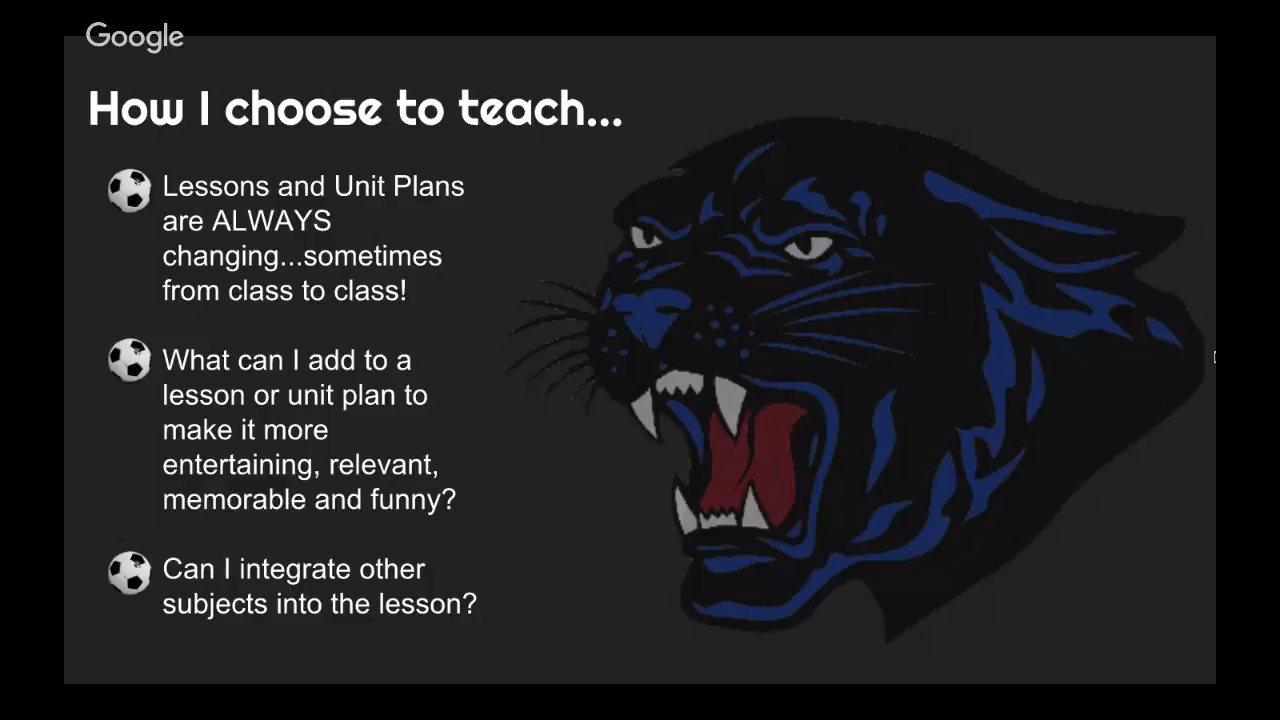 Google
How I choose to teach...
Lessons and Unit Plans
are ALWAYS
changing...sometimes
from class to class!
What can I add to a
lesson or unit plan to
make it more
entertaining, relevant,
memorable and funny?
Can I integrate other
subjects into the lesson?